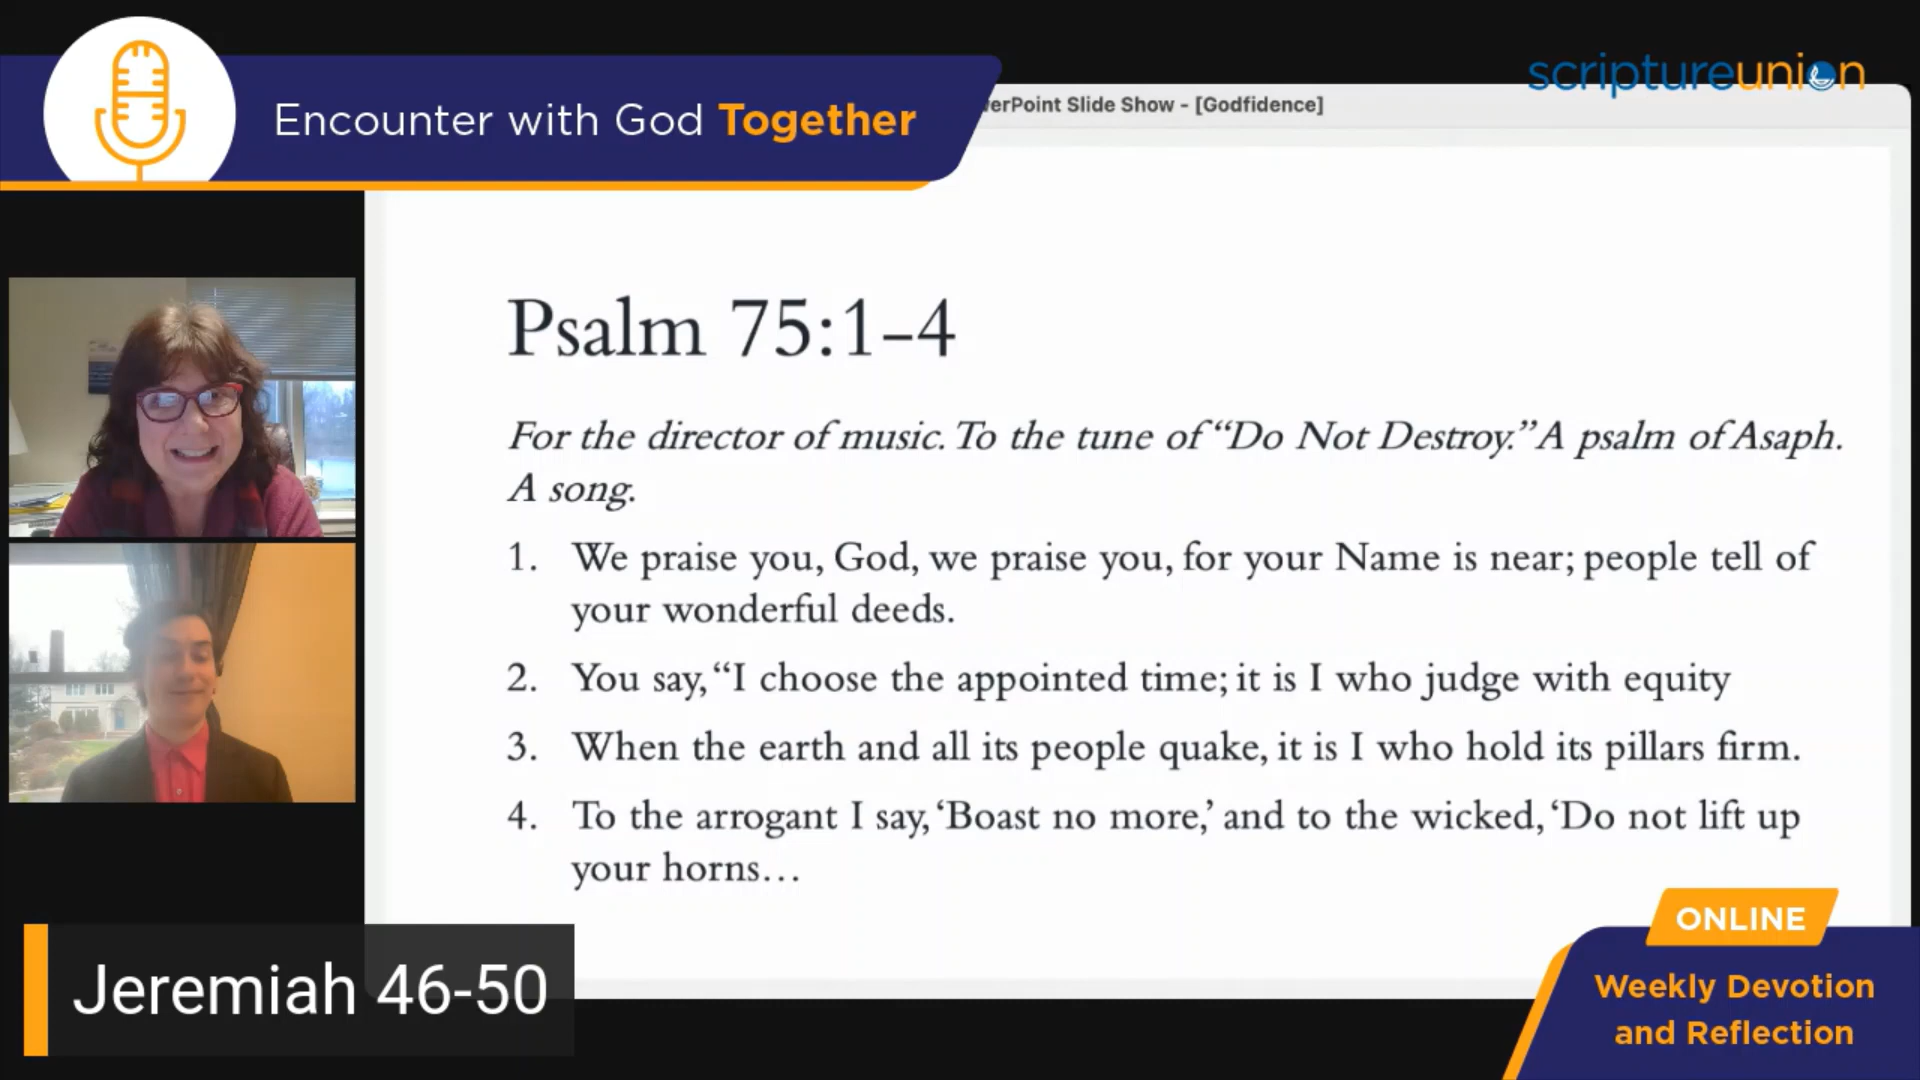 Encounter with God Together
scriptureunion
erPoint Slide Show - [Godfidence]
Psalm 75:1–4
For the director of music. To the tune of “Do Not Destroy.” A psalm of Asaph.
A song.
1. We praise you, God, we praise you, for your Name is near; people tell of
your wonderful deeds.
2. You say, “I choose the appointed time; it is I who judge with equity
3. When the earth and all its people quake, it is I who hold its pillars firm.
4. To the arrogant I say, ‘Boast no more,’ and to the wicked, ‘Do not lift up
your horns…
Jeremiah 46-50
ONLINE
Weekly Devotion
and Reflection